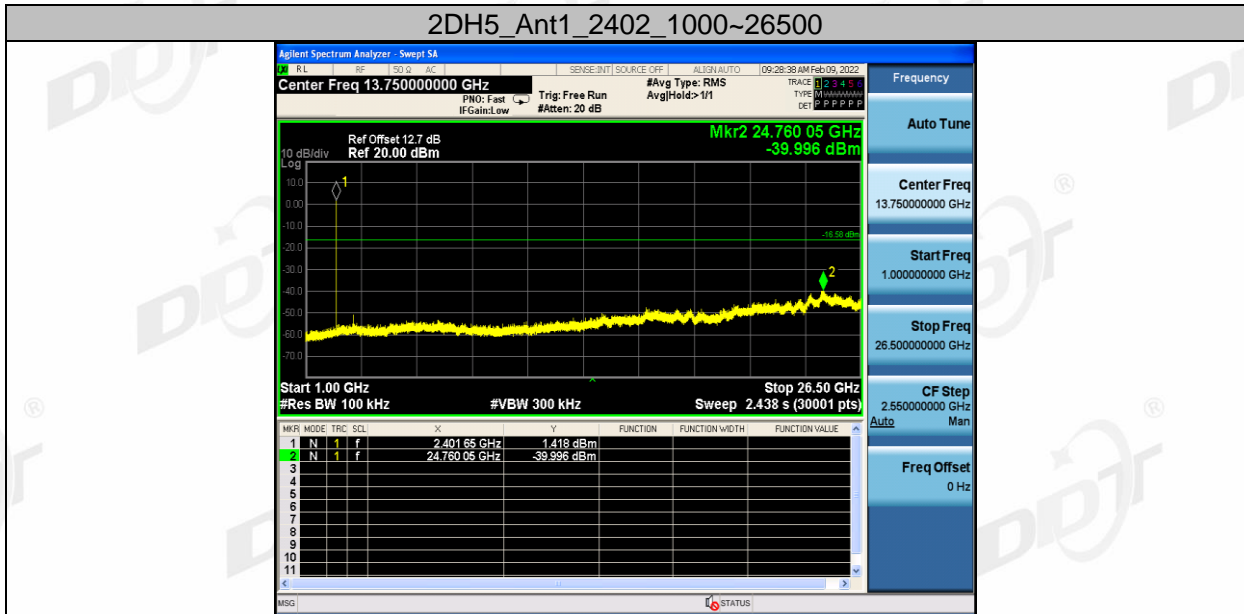 2DH5_Ant1_2402_1000~26500
Agilent Spectrum Analyzer - Swept SA
RL RF 50 Ω AC SENSE:INT SOURCE OFF ALIGN AUTO 09:28:38 AM Feb 09, 2022
Center Freq 13.750000000 GHz
PNO: Fast
IFGain:Low
Trig: Free Run
#Atten: 20 dB
#Avg Type: RMS
Avg|Hold:> 1/1
TRACE 1 2 3 4 5 6
TYPE M
DET P P P P P P
Ref Offset 12.7 dB
Ref 20.00 dBm
10 dB/div
Log
Mkr2 24.760 05 GHz
-39.996 dBm
10.0
0.00
-10.0
-20.0
-30.0
-40.0
-50.0
-60.0
-70.0
1
2
-18.58 dBm
Start 1.00 GHz Stop 26.50 GHz
#Res BW 100 kHz #VBW 300 kHz Sweep 2.438 s (30001 pts)
MKR MODE TRC SCL X Y FUNCTION FUNCTION WIDTH FUNCTION VALUE
1 N 1 f 2.401 65 GHz 1.418 dBm
2 N 1 f 24.760 05 GHz -39.996 dBm
3
4
5
6
7
8
9
10
11
MSG STATUS
Frequency
Auto Tune
Center Freq
13.750000000 GHz
Start Freq
1.000000000 GHz
Stop Freq
26.500000000 GHz
CF Step
2.550000000 GHz
Auto Man
Freq Offset
0 Hz
DDT®